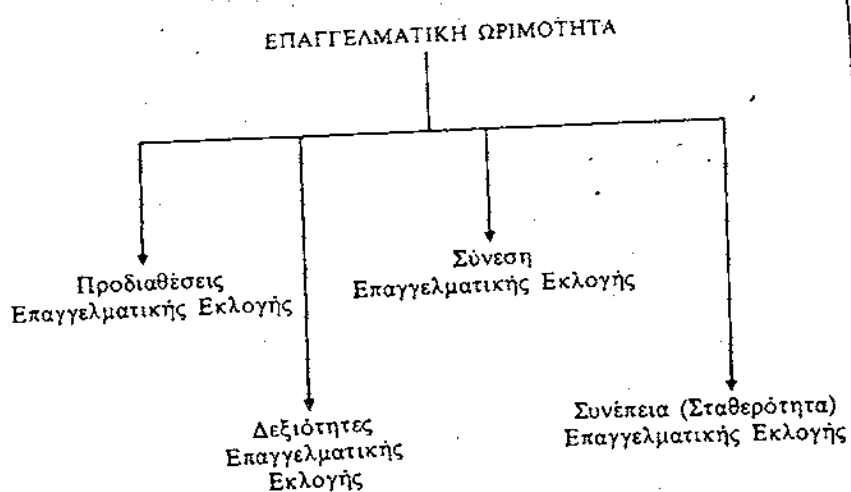 ΕΠΑΓΓΕΛΜΑΤΙΚΗ ΩΡΙΜΟΤΗΤΑ
Προδιαθέσεις
Επαγγελματικής Εκλογής
Σύνεση
Επαγγελματικής Εκλογής
Δεξιότητες
Επαγγελματικής
Εκλογής
Συνέπεια (Σταθερότητα)
Επαγγελματικής Εκλογής